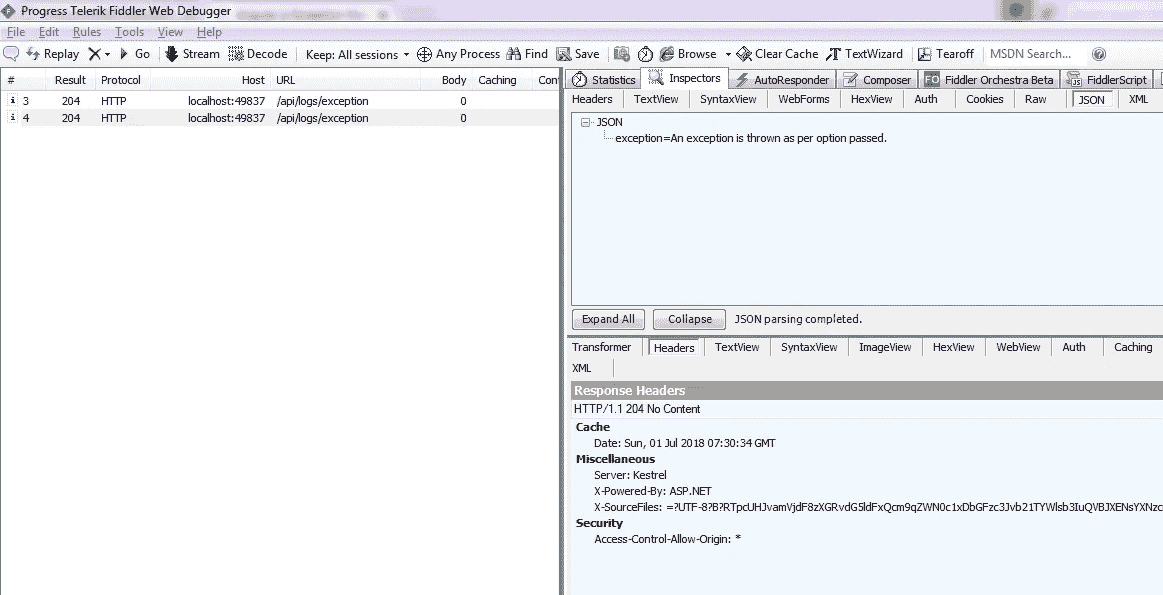 Progress Telerik Fiddler Web Debugger
File Edit Rules Tools View Help
Replay Go Stream Decode Keep: All sessions Any Process Find Save Browse Clear Cache TextWizard Tearoff MSDN Search...
# Result Protocol Host URL Body Caching Con
3 204 HTTP localhost:49837 /api/logs/exception 0
4 204 HTTP localhost:49837 /api/logs/exception 0
Statistics Inspectors AutoResponder Composer FO Fiddler Orchestra Beta FiddlerScript
Headers TextView SyntaxView WebForms HexView Auth Cookies Raw JSON XML
JSON
exception=An exception is thrown as per option passed.
Expand All Collapse JSON parsing completed.
Transformer Headers TextView SyntaxView ImageView HexView WebView Auth Caching
XML
Response Headers
HTTP/1.1 204 No Content
Cache
Date: Sun, 01 Jul 2018 07:30:34 GMT
Miscellaneous
Server: Kestrel
X-Powered-By: ASP.NET
X-SourceFiles:
Security
Access-Control-Allow-Origin: *